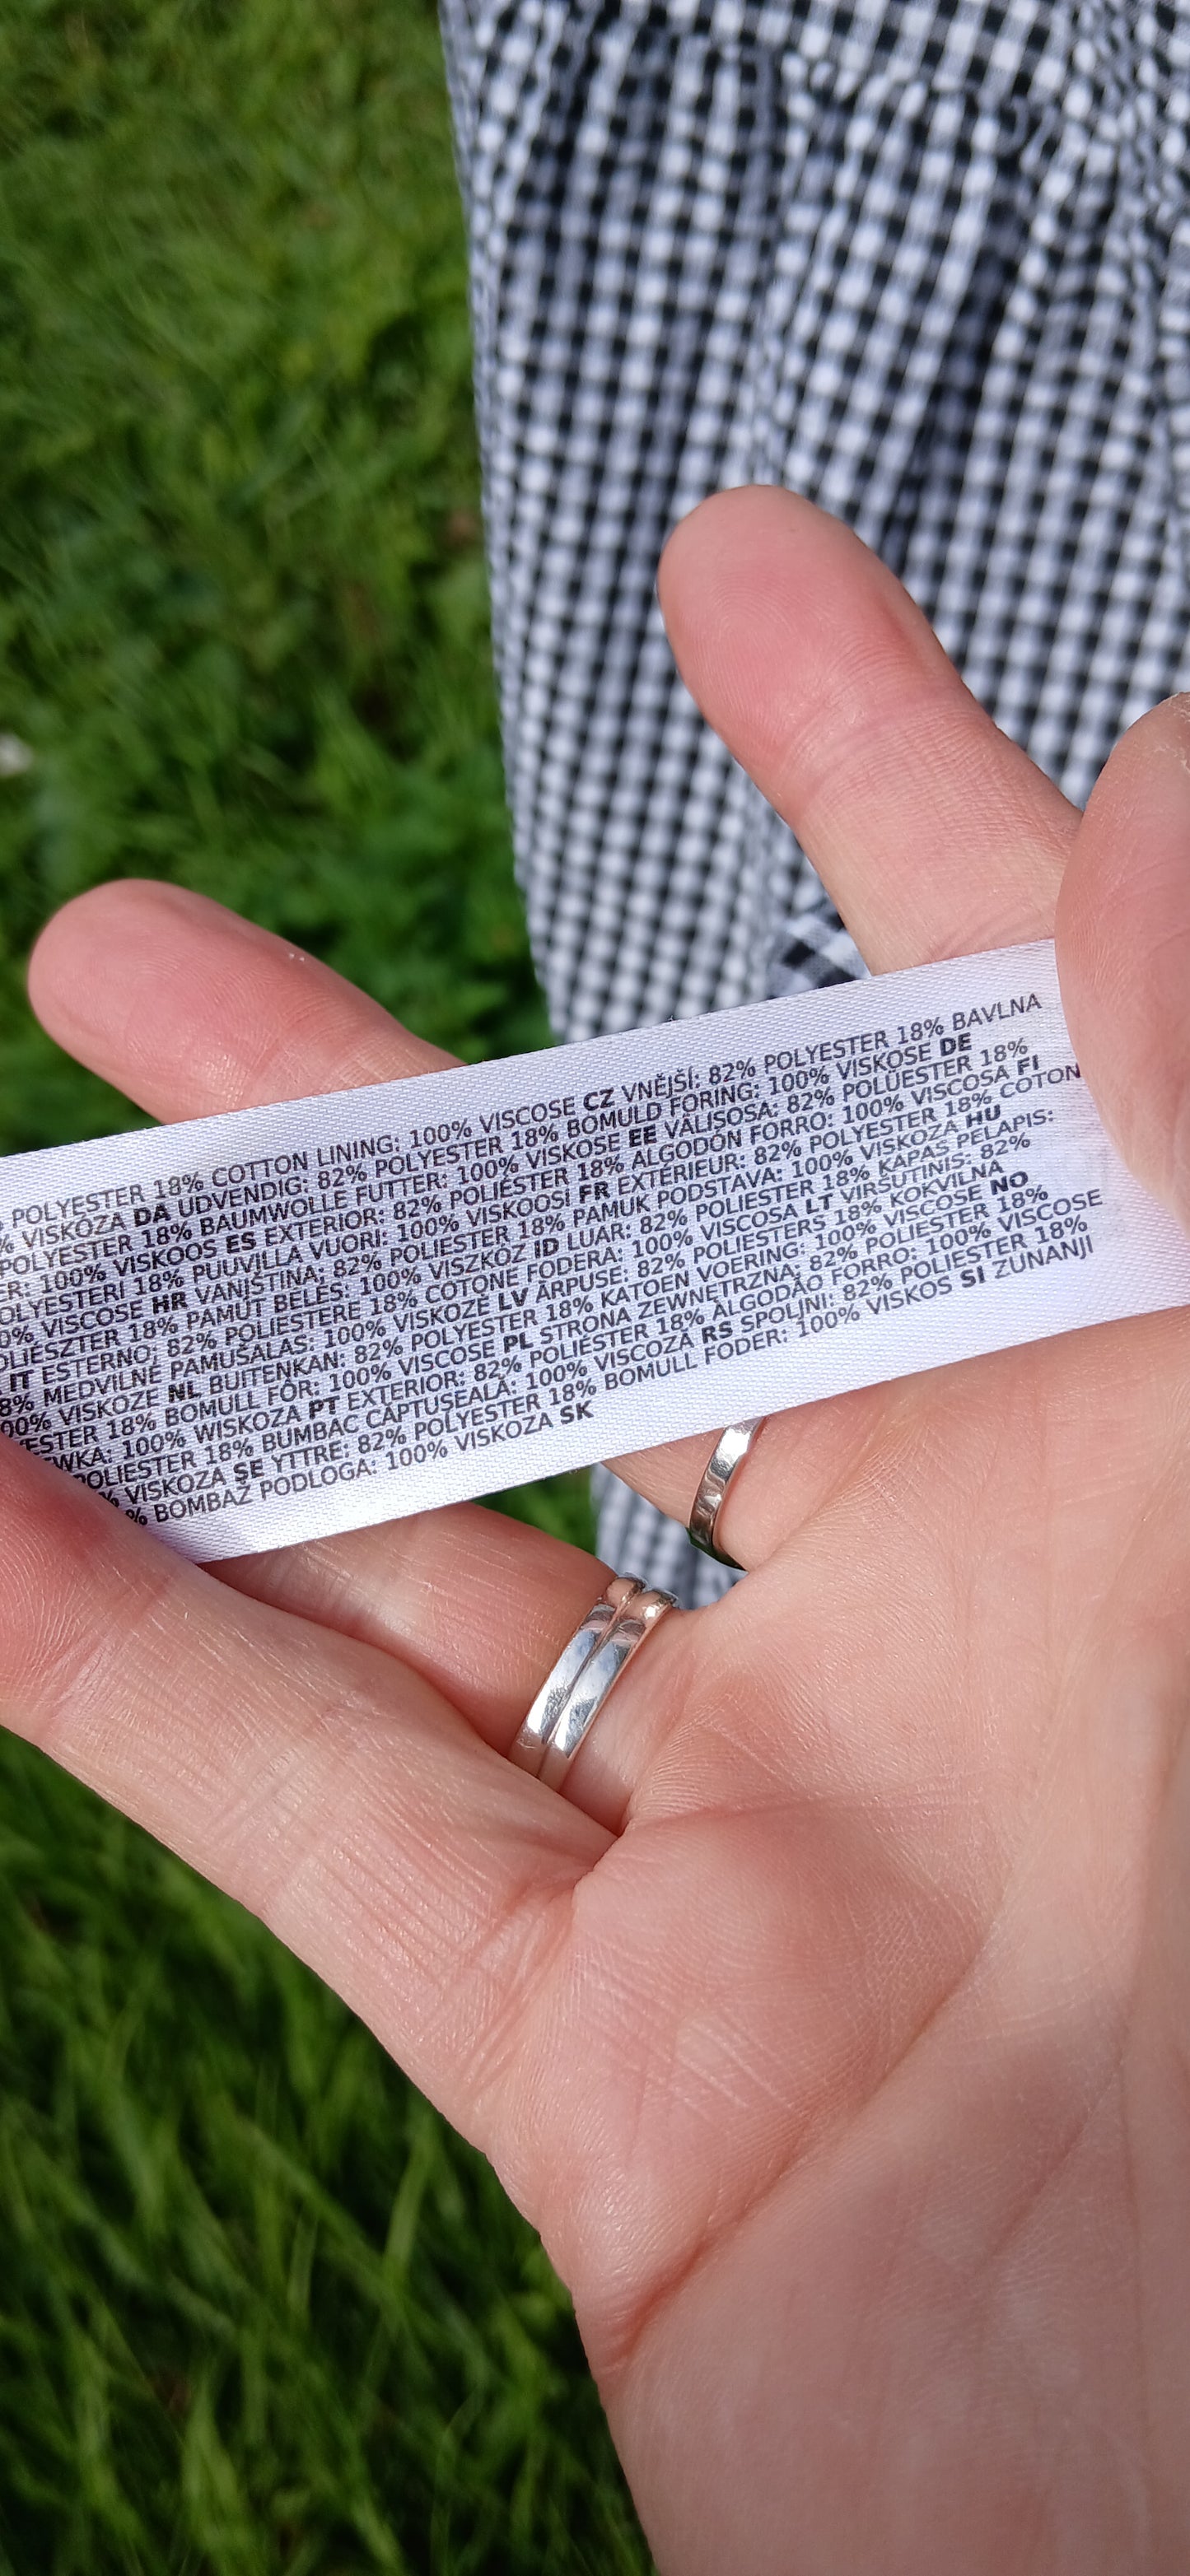 POLYESTER 18% COTTON LINING: 100% VISCOSE CZ VNĚJŠÍ: 82% POLYESTER 18% BAVLNA
% VISKÓZA DA UDVENDIG: 82% POLYESTER 18% BOMULD FORING: 100% VISKOSE DE
POLYESTER 18% BAUMWOLLE FUTTER: 100% VISKOSE EE VÄLISOSA: 82% POLÜESTER 18%
ER: 100% VISKOOS ES EXTERIOR: 82% POLIÉSTER 18% ALGODÓN FORRO: 100% VISCOSA FI
OLYESTERI 18% PUUVILLA VUORI: 100% VISKOOSI FR EXTÉRIEUR: 82% POLYESTER 18% COTON
0% VISCOSE HR VANJŠTINA: 82% POLIESTER 18% PAMUK PODSTAVA: 100% VISKOZA HU
OLIÉSZTER 18% PAMUT BÉLÉS: 100% VISZKÓZ ID LUAR: 82% POLIESTER 18% KAPAS PELAPIS:
IT ESTERNO: 82% POLIESTERE 18% COTONE FODERA: 100% VISCOSA LT VIRŠUTINIS: 82%
8% MEDVILNĖ PAMUŠALAS: 100% VISKOZĖ LV ĀRPUSE: 82% POLIESTERS 18% KOKVILNA
00% VISKOZE NL BUITENKAN: 82% POLYESTER 18% KATOEN VOERING: 100% VISCOSE NO
ESTER 18% BOMULL FÔR: 100% VISCOSE PL STRONA ZEWNĘTRZNA: 82% POLIESTER 18%
EWKA: 100% WISKOZA PT EXTERIOR: 82% POLIÉSTER 18% ALGODÃO FORRO: 100% VISCOSE
POLIESTER 18% BUMBAC CĂPTUȘEALĂ: 100% VISCOZĂ RS SPOLJNI: 82% POLIESTER 18%
% VISKOZA SE YTTRE: 82% POLYESTER 18% BOMULL FODER: 100% VISKOS SI ZUNANJI
% BOMBAŽ PODLOGA: 100% VISKOZA SK